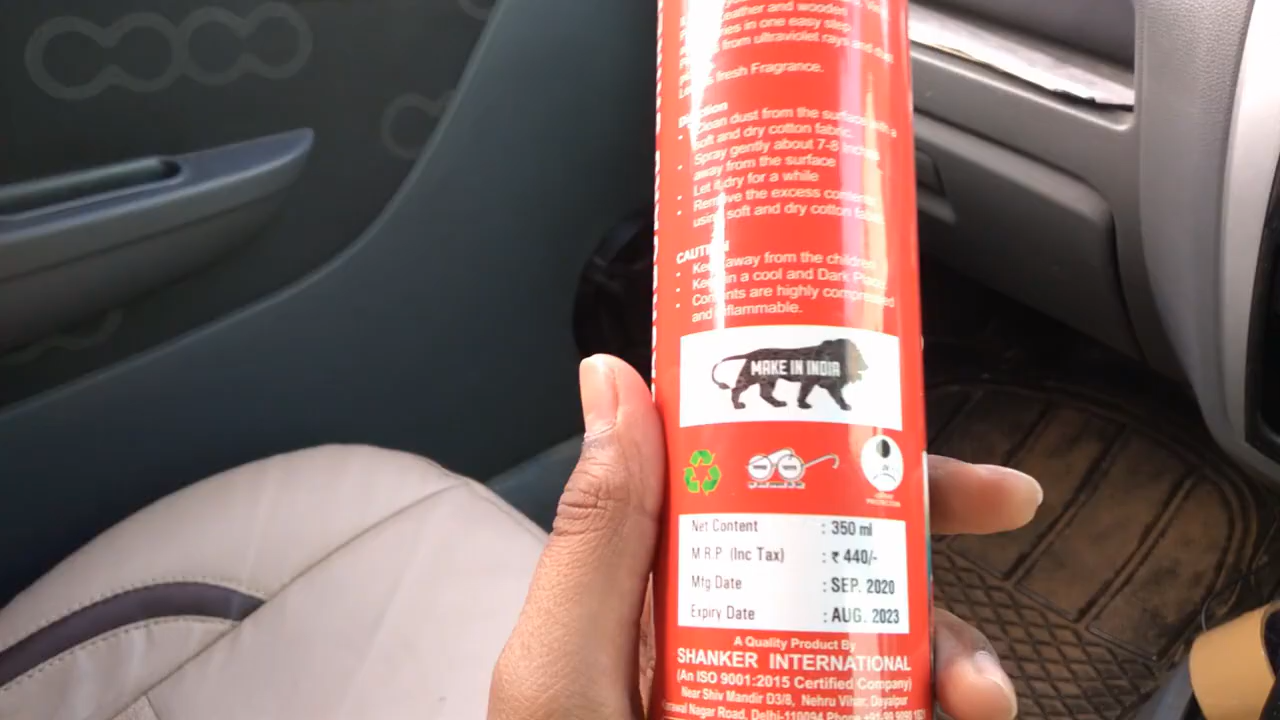 leather and wooden
in one easy step
from ultraviolet rays and dust
fresh Fragrance.
Clean dust from the surface with a
soft and dry cotton fabric.
Spray gently about 7-8 Inches
away from the surface
Let it dry for a while
Remove the excess contents
using soft and dry cotton fabric
CAUTION
Keep away from the children
Keep in a cool and Dark Place
Contents are highly compressed
and inflammable.
MAKE IN INDIA
Net Content : 350 ml
M R P (Inc Tax) : ₹ 440/-
Mfg Date : SEP. 2020
Expiry Date : AUG. 2023
A Quality Product By
SHANKER INTERNATIONAL
(An ISO 9001:2015 Certified Company)
Near Shiv Mandir D3/8, Nehru Vihar, Dayalpur
Karawal Nagar Road, Delhi-110094 Phone